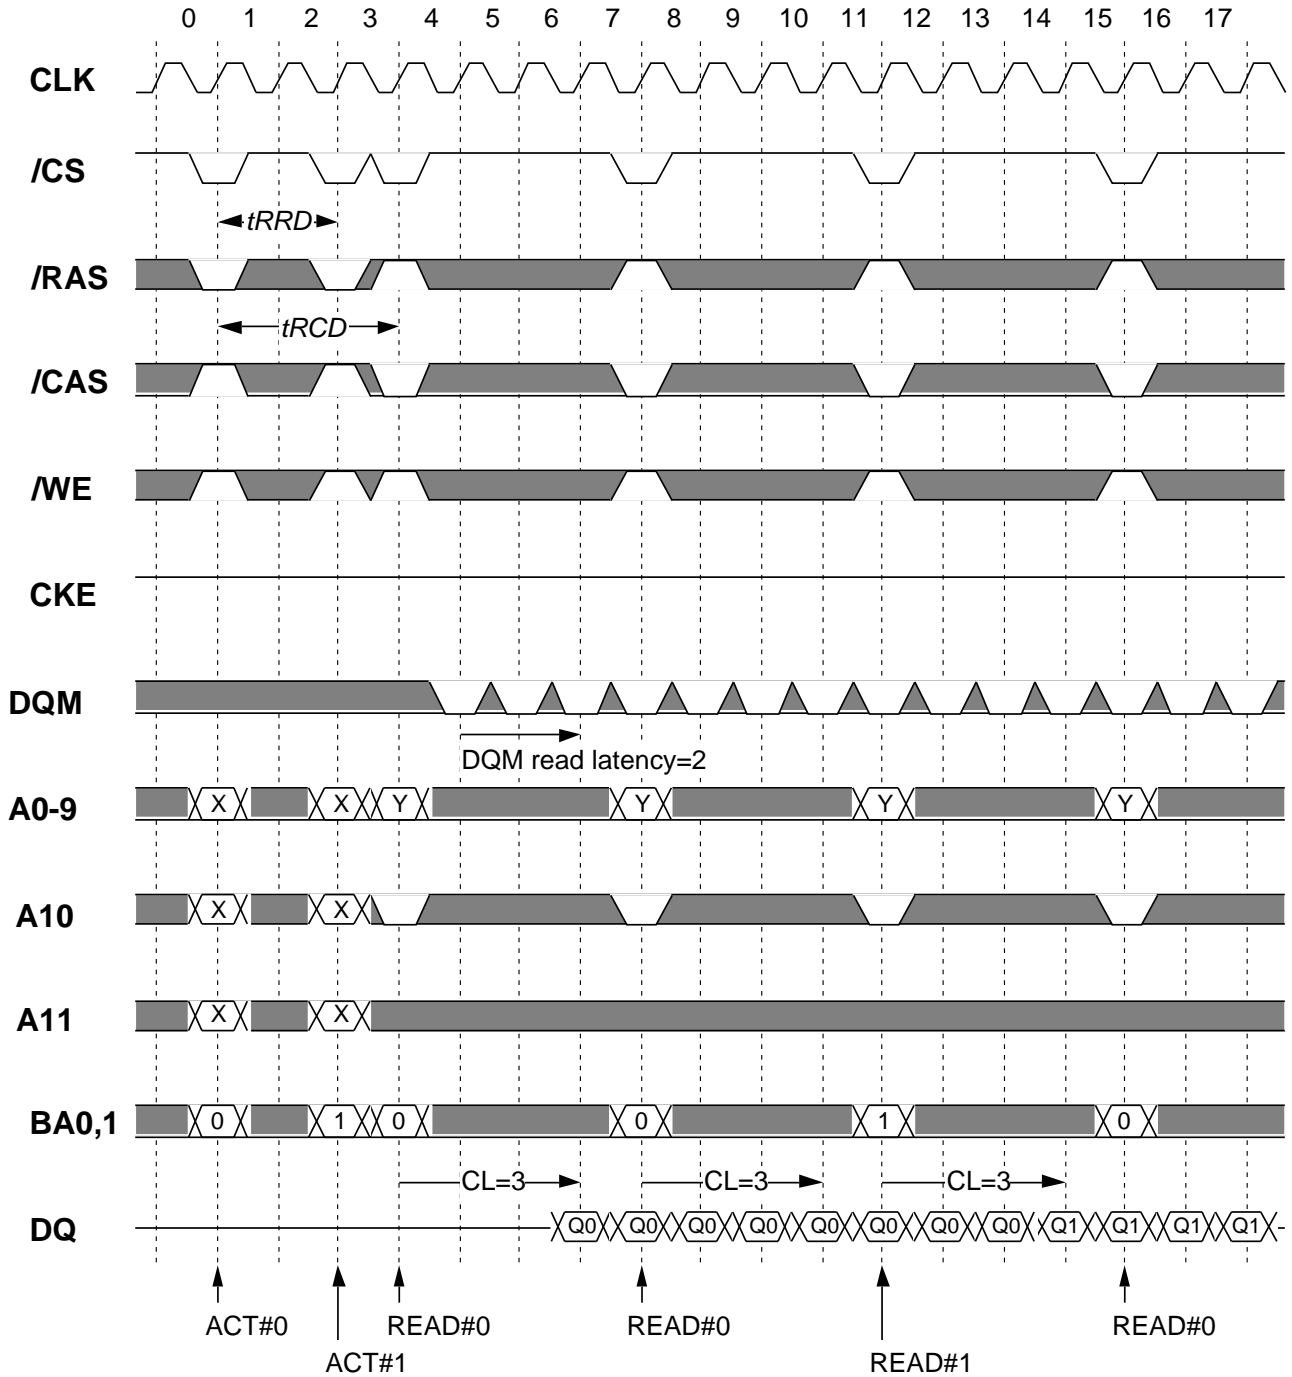 0 1 2 3 4 5 6 7 8 9 10 11 12 13 14 15 16 17
CLK
/CS
tRRD
/RAS
tRCD
/CAS
/WE
CKE
DQM
DQM read latency=2
A0-9 X X Y Y Y Y
A10 X X
A11 X X
BA0,1 0 1 0 0 1 0
CL=3 CL=3 CL=3
DQ Q0 Q0 Q0 Q0 Q0 Q0 Q0 Q0 Q1 Q1 Q1 Q1
ACT#0 READ#0 READ#0 READ#0
ACT#1 READ#1